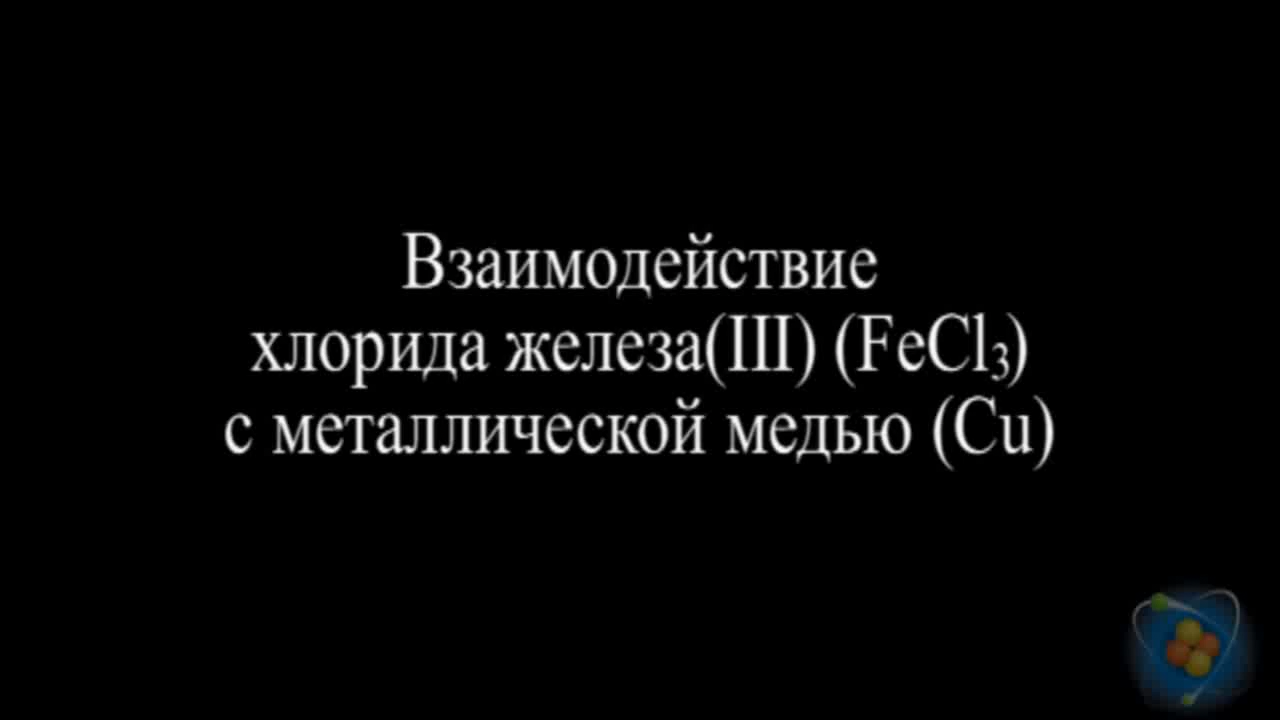 Взаимодействие
хлорида железа(III) (FeCl₃)
с металлической медью (Cu)